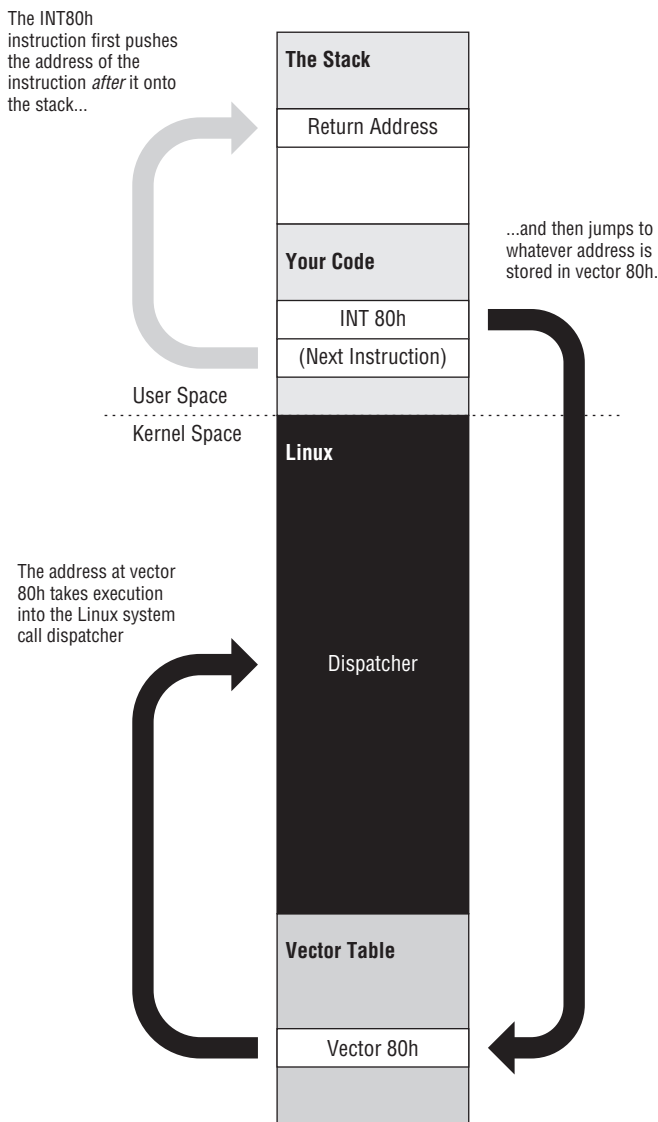 The INT80h
instruction first pushes
the address of the
instruction after it onto
the stack...
The Stack
Return Address
...and then jumps to
whatever address is
stored in vector 80h.
Your Code
INT 80h
(Next Instruction)
User Space
Kernel Space
Linux
The address at vector
80h takes execution
into the Linux system
call dispatcher
Dispatcher
Vector Table
Vector 80h